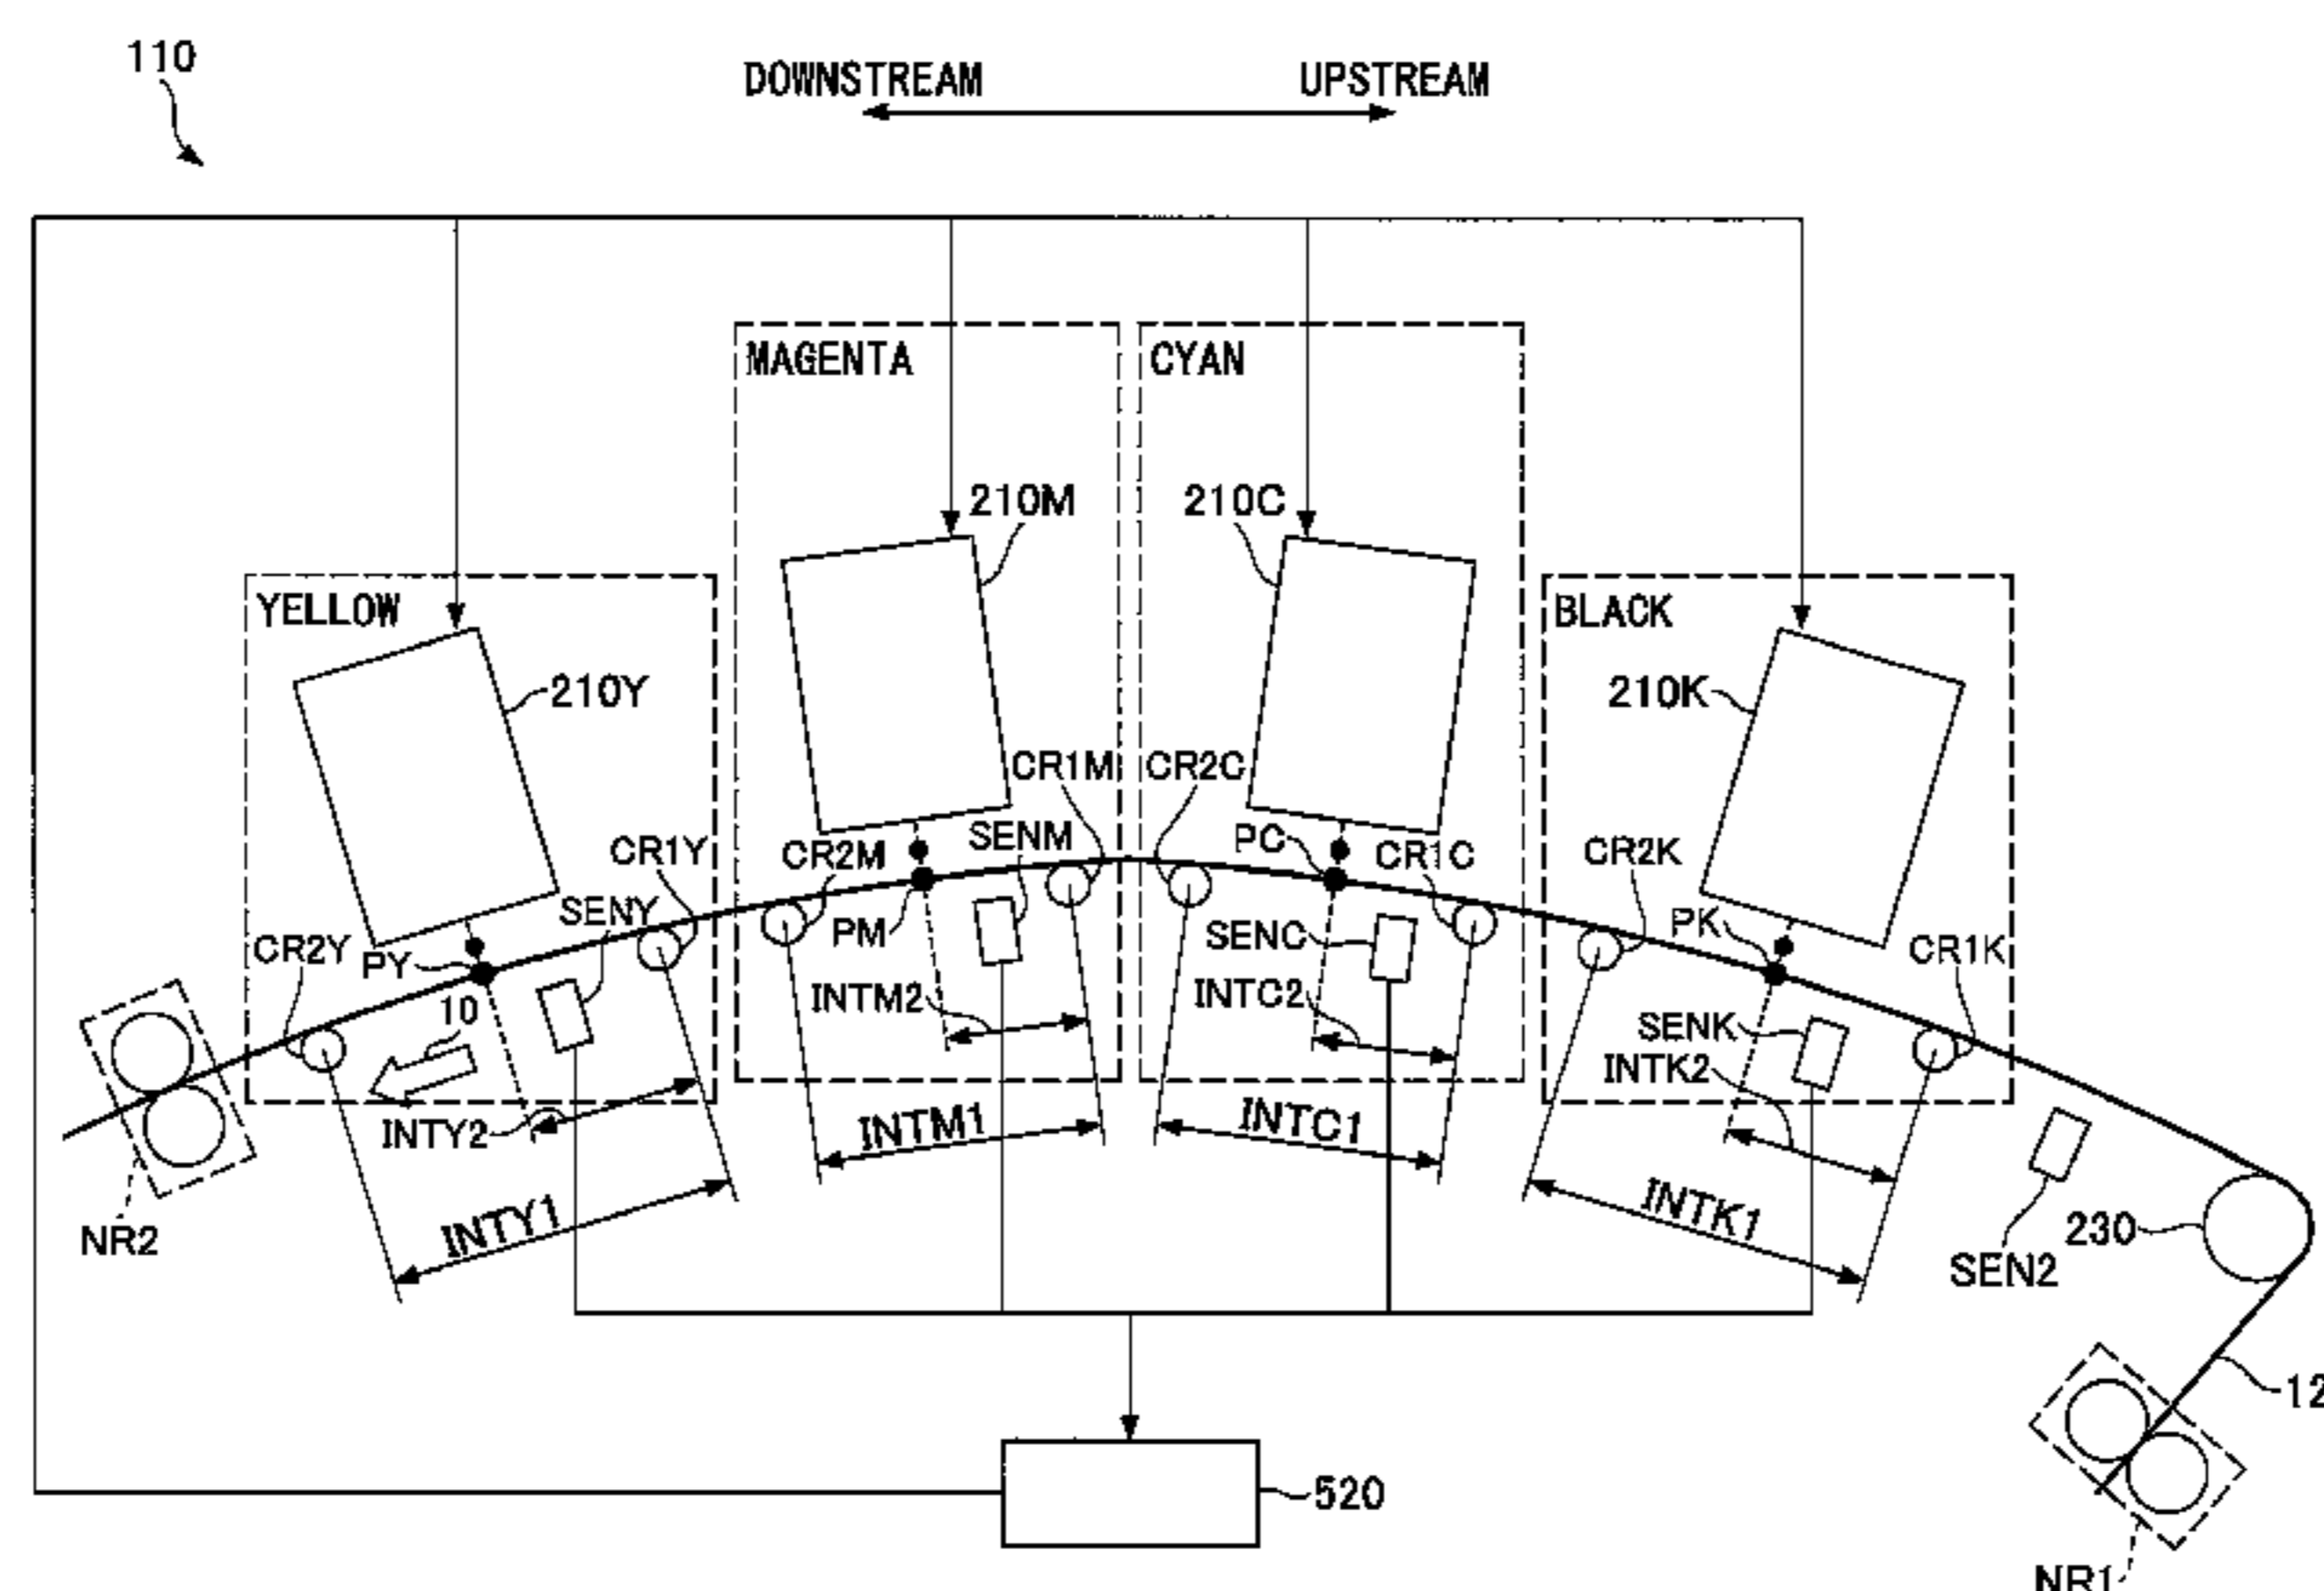 110
DOWNSTREAM
UPSTREAM
MAGENTA
CYAN
210M
210C
YELLOW
BLACK
210Y
210K
CR1M
CR2C
CR1Y
CR2M
SENM
PC
CR1C
CR2K
SENY
CR2Y
PY
PM
SENC
PK
CR1K
10
INTM2
INTC2
SENK
INTK2
INTY2
INTM1
INTC1
NR2
INTY1
INTK1
230
SEN2
12
520
NR1